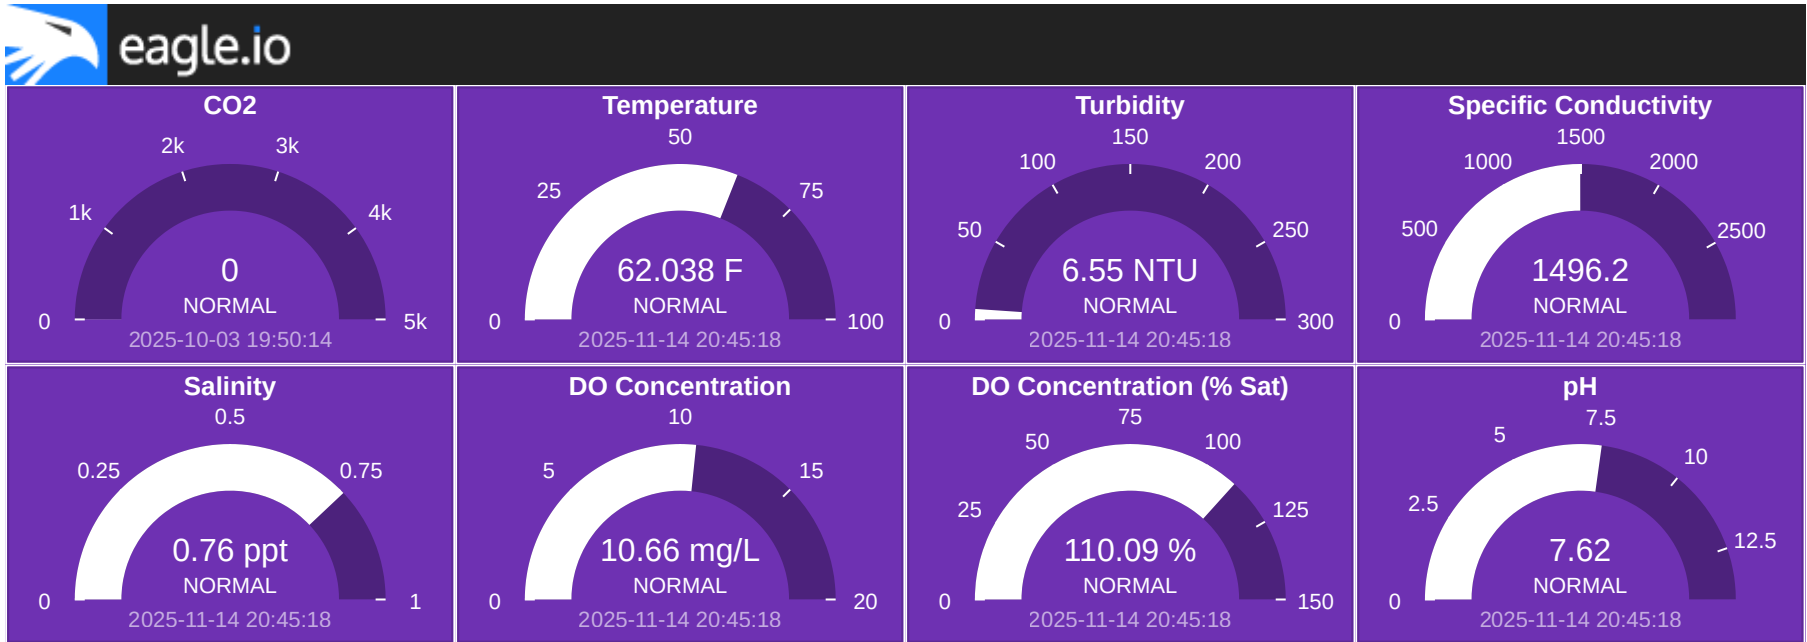 eagle.io
CO2
2k
3k
1k
4k
0
NORMAL
0
5k
2025-10-03 19:50:14
Temperature
50
25
75
62.038 F
NORMAL
0
100
2025-11-14 20:45:18
Turbidity
150
100
200
50
250
6.55 NTU
NORMAL
0
300
2025-11-14 20:45:18
Specific Conductivity
1500
1000
2000
500
2500
1496.2
NORMAL
0
2025-11-14 20:45:18
Salinity
0.5
0.25
0.75
0.76 ppt
NORMAL
0
1
2025-11-14 20:45:18
DO Concentration
10
5
15
10.66 mg/L
NORMAL
0
20
2025-11-14 20:45:18
DO Concentration (% Sat)
75
50
100
25
125
110.09 %
NORMAL
0
150
2025-11-14 20:45:18
pH
7.5
5
10
2.5
12.5
7.62
NORMAL
0
2025-11-14 20:45:18